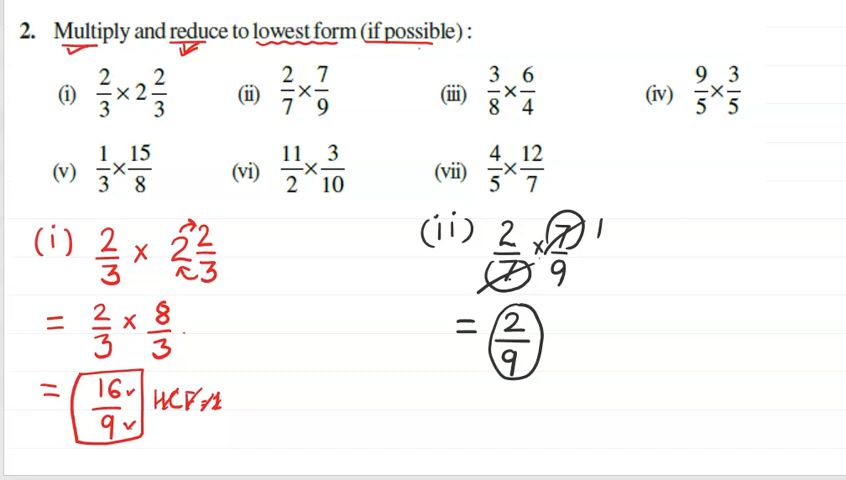 2. Multiply and reduce to lowest form (if possible) :
(i) 2/3 × 2 2/3 (ii) 2/7 × 7/9 (iii) 3/8 × 6/4 (iv) 9/5 × 3/5
(v) 1/3 × 15/8 (vi) 11/2 × 3/10 (vii) 4/5 × 12/7
(i) 2/3 × 2 2/3
= 2/3 × 8/3
= 16/9 HCF=1
(ii) 2/7 × 7/9 1
= 2/9